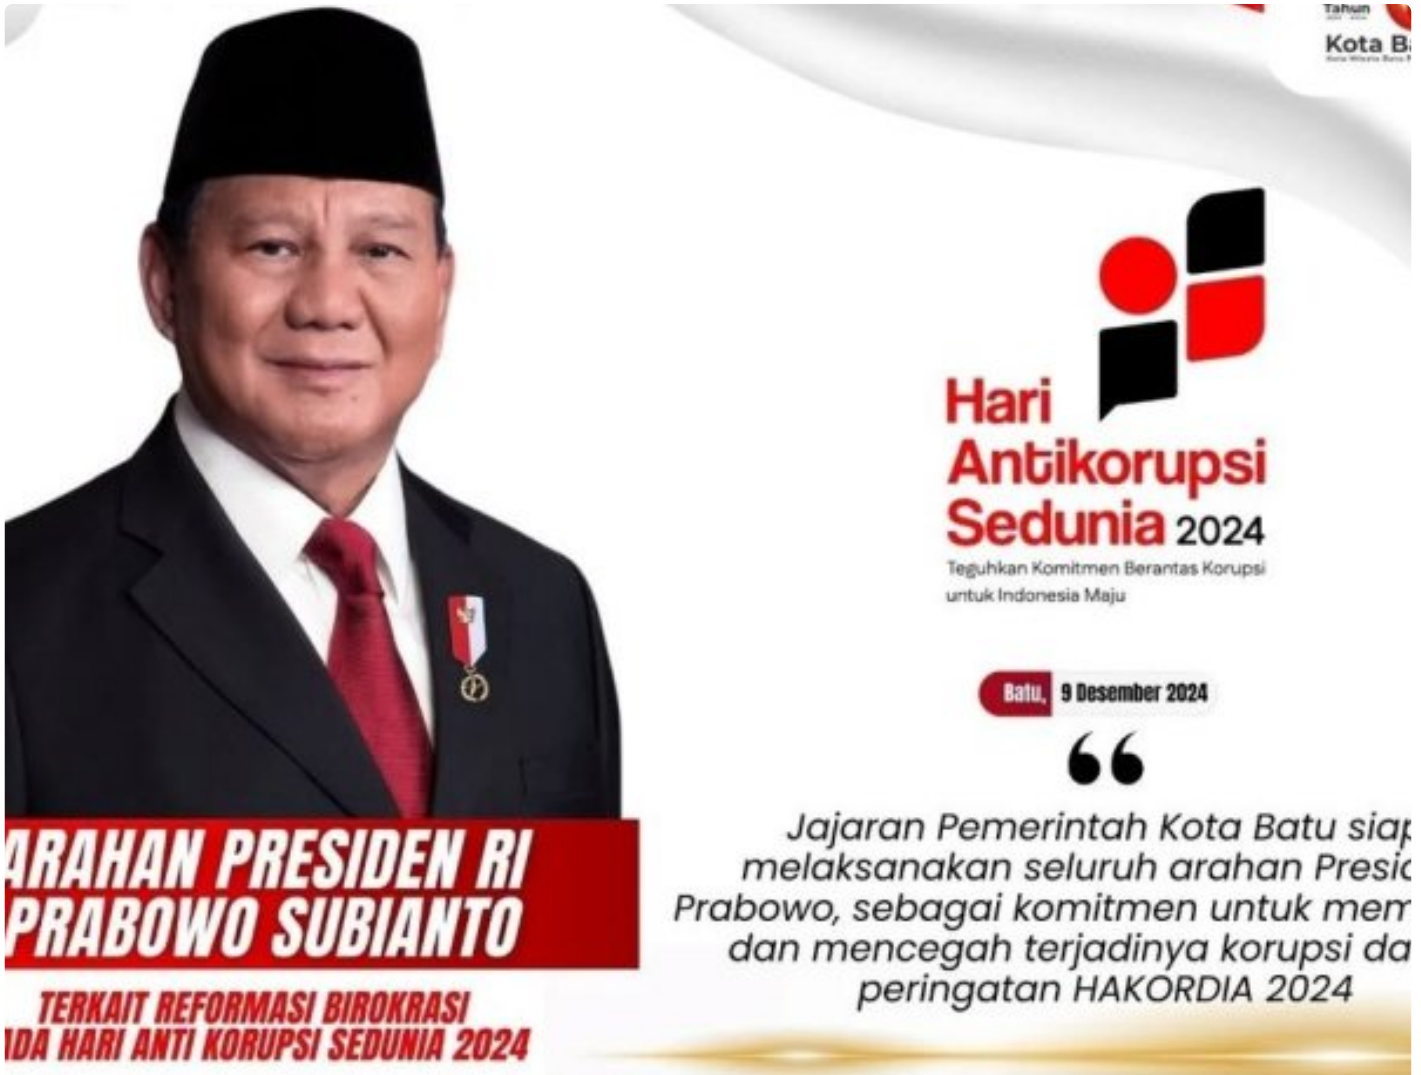 Tahun
Kota Ba
Hari
Antikorupsi
Sedunia 2024
Teguhkan Komitmen Berantas Korupsi
untuk Indonesia Maju
Batu, 9 Desember 2024
“
Jajaran Pemerintah Kota Batu siap
melaksanakan seluruh arahan Presid
Prabowo, sebagai komitmen untuk mem
dan mencegah terjadinya korupsi da
peringatan HAKORDIA 2024
ARAHAN PRESIDEN RI
PRABOWO SUBIANTO
TERKAIT REFORMASI BIROKRASI
ADA HARI ANTI KORUPSI SEDUNIA 2024